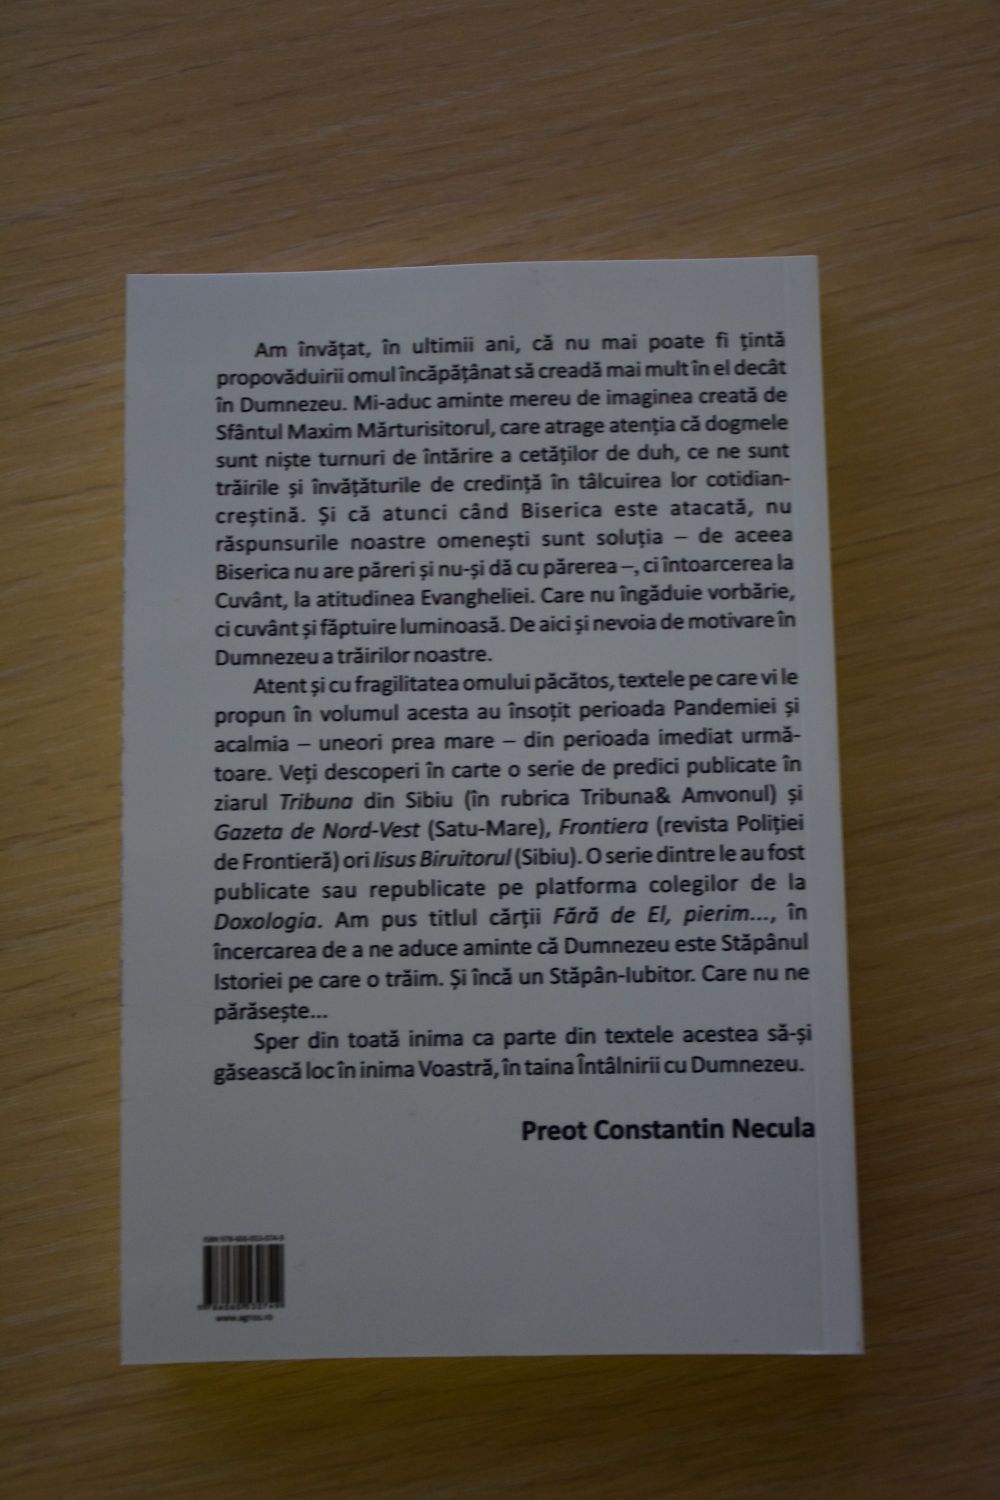 Am învățat, în ultimii ani, că nu mai poate fi țintă
propovăduirii omul încăpățânat să creadă mai mult în el decât
în Dumnezeu. Mi-aduc aminte mereu de imaginea creată de
Sfântul Maxim Mărturisitorul, care atrage atenția că dogmele
sunt niște turnuri de întărire a cetăților de duh, ce ne sunt
trăirile și învățăturile de credință în tâlcuirea lor cotidian-
creștină. Și că atunci când Biserica este atacată, nu
răspunsurile noastre omenești sunt soluția – de aceea
Biserica nu are păreri și nu-și dă cu părerea –, ci întoarcerea la
Cuvânt, la atitudinea Evangheliei. Care nu îngăduie vorbărie,
ci cuvânt și făptuire luminoasă. De aici și nevoia de motivare în
Dumnezeu a trăirilor noastre.
Atent și cu fragilitatea omului păcătos, textele pe care vi le
propun în volumul acesta au însoțit perioada Pandemiei și
acalmia – uneori prea mare – din perioada imediat urmă-
toare. Veți descoperi în carte o serie de predici publicate în
ziarul Tribuna din Sibiu (în rubrica Tribuna& Amvonul) și
Gazeta de Nord-Vest (Satu-Mare), Frontiera (revista Poliției
de Frontieră) ori Iisus Biruitorul (Sibiu). O serie dintre le au fost
publicate sau republicate pe platforma colegilor de la
Doxologia. Am pus titlul cărții Fără de El, pierim..., în
încercarea de a ne aduce aminte că Dumnezeu este Stăpânul
Istoriei pe care o trăim. Și încă un Stăpân-Iubitor. Care nu ne
părăsește...
Sper din toată inima ca parte din textele acestea să-și
găsească loc în inima Voastră, în taina Întâlnirii cu Dumnezeu.
Preot Constantin Necula
www.agnos.ro